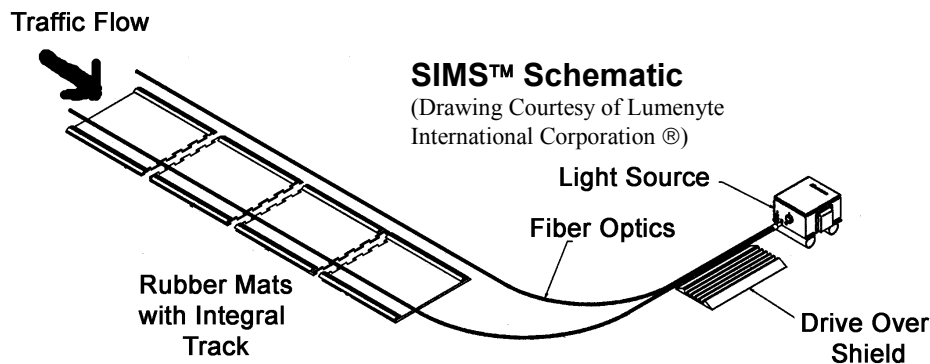 Traffic Flow
SIMS™ Schematic
(Drawing Courtesy of Lumenyte
International Corporation ®)
Light Source
Fiber Optics
Rubber Mats
with Integral
Track
Drive Over
Shield